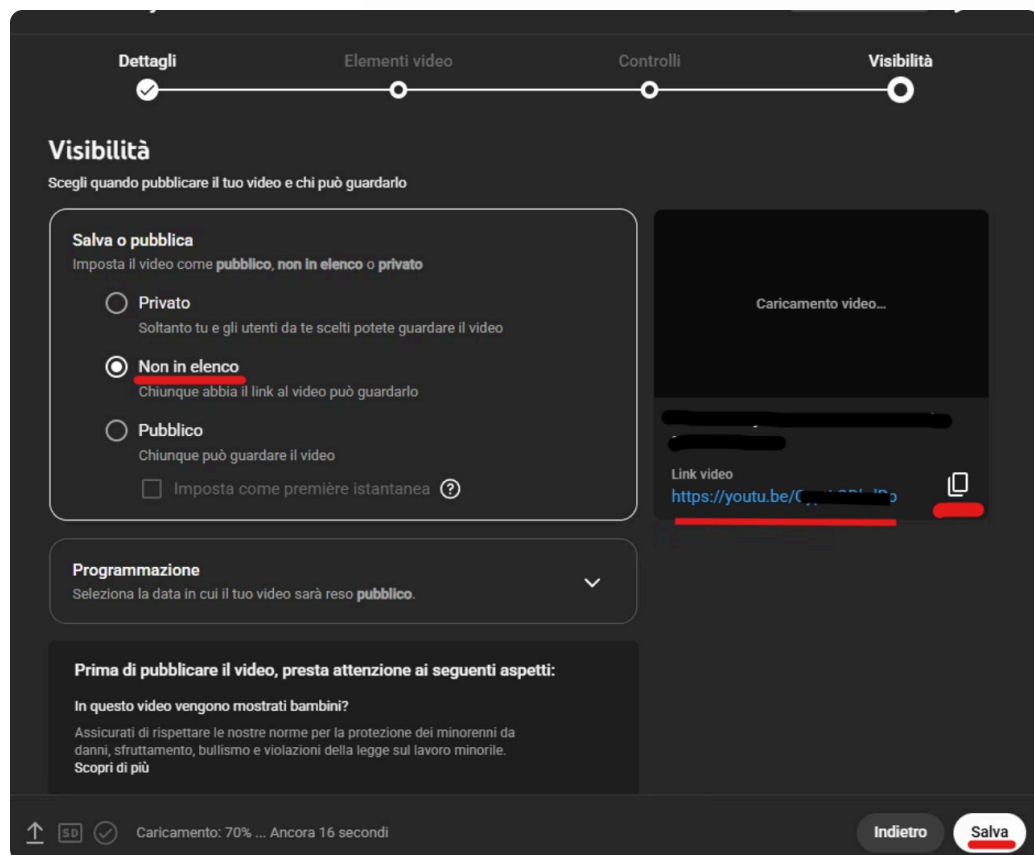 Dettagli
Elementi video
Controlli
Visibilità
Visibilità
Scegli quando pubblicare il tuo video e chi può guardarlo
Salva o pubblica
Imposta il video come pubblico, non in elenco o privato
Privato
Soltanto tu e gli utenti da te scelti potete guardare il video
Non in elenco
Chiunque abbia il link al video può guardarlo
Pubblico
Chiunque può guardare il video
Imposta come première istantanea
Caricamento video...
Link video
https://youtu.be/
Programmazione
Seleziona la data in cui il tuo video sarà reso pubblico.
Prima di pubblicare il video, presta attenzione ai seguenti aspetti:
In questo video vengono mostrati bambini?
Assicurati di rispettare le nostre norme per la protezione dei minorenni da
danni, sfruttamento, bullismo e violazioni della legge sul lavoro minorile.
Scopri di più
SD
Caricamento: 70% ... Ancora 16 secondi
Indietro
Salva